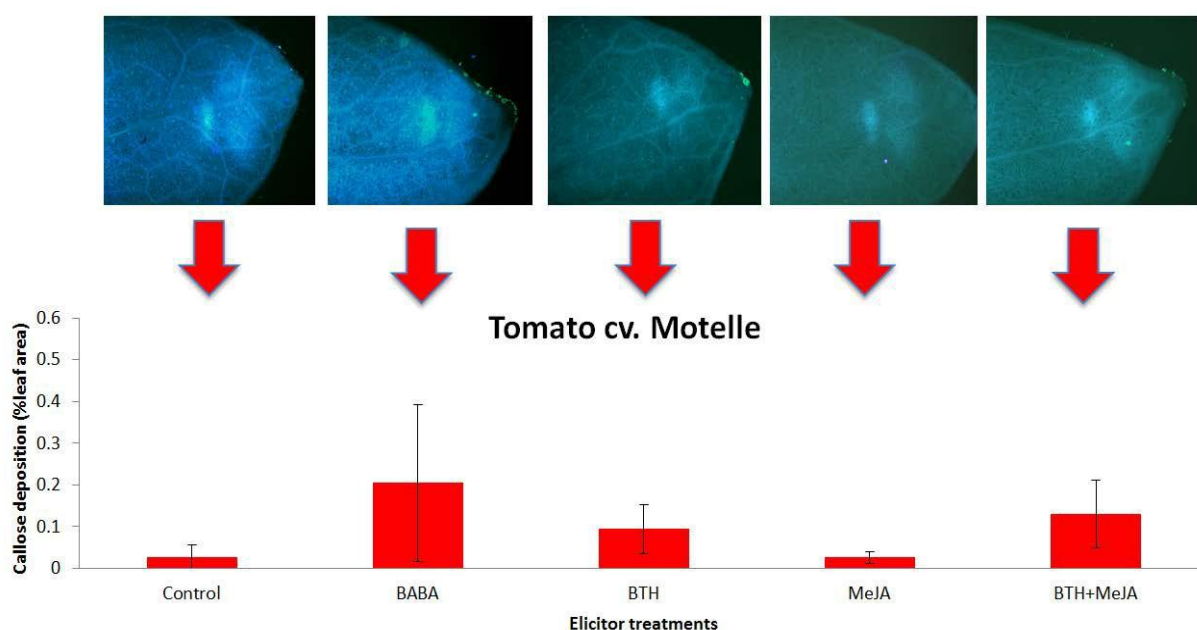 Tomato cv. Motelle
Callose deposition (%leaf area)
0.6
0.5
0.4
0.3
0.2
0.1
0
Control
BABA
BTH
MeJA
BTH+MeJA
Elicitor treatments